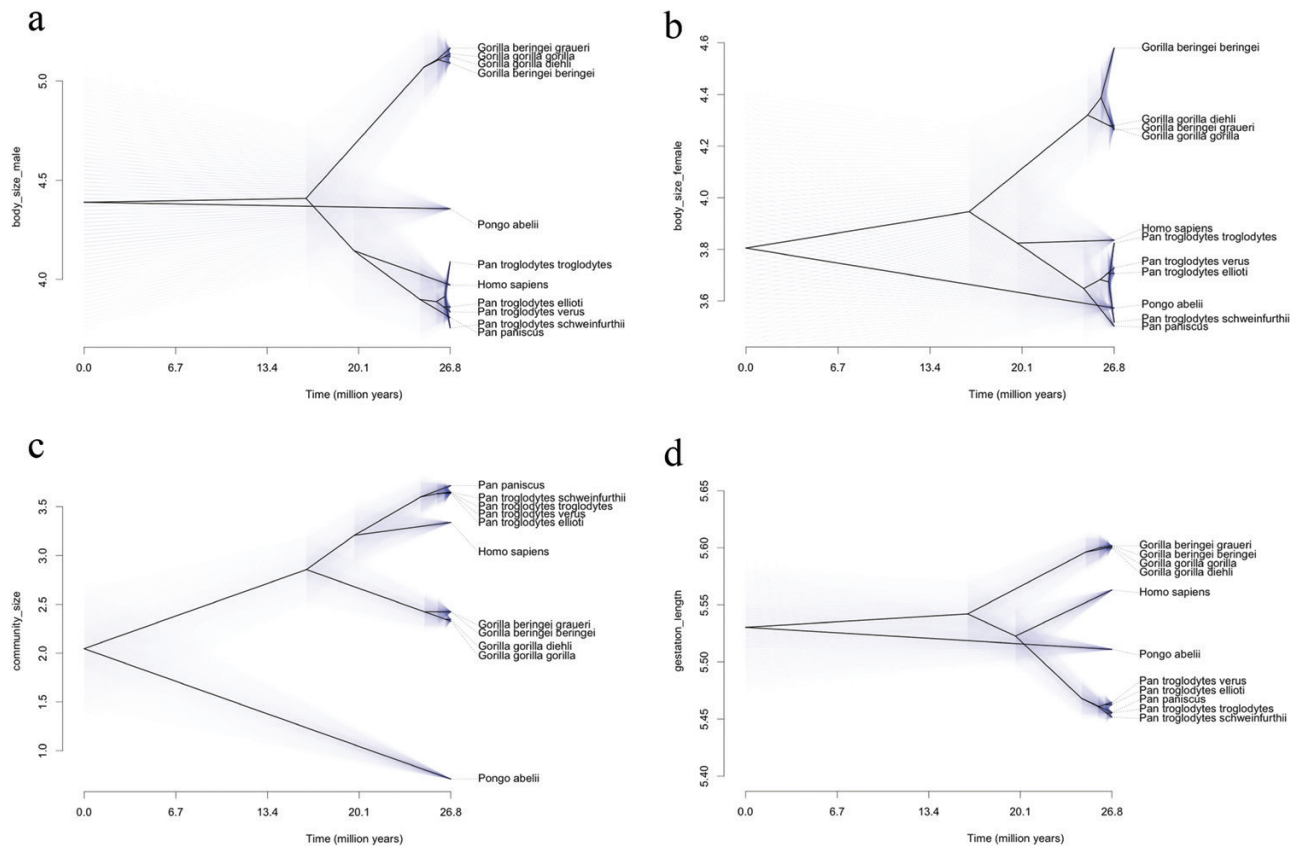 a
body_size_male
5.0
4.5
4.0
Gorilla beringei graueri
Gorilla gorilla gorilla
Gorilla gorilla diehli
Gorilla beringei beringei
Pongo abelii
Pan troglodytes troglodytes
Homo sapiens
Pan troglodytes ellioti
Pan troglodytes verus
Pan troglodytes schweinfurthii
Pan paniscus
0.0 6.7 13.4 20.1 26.8
Time (million years)
b
body_size_female
4.6
4.4
4.2
4.0
3.8
3.6
Gorilla beringei beringei
Gorilla gorilla diehli
Gorilla beringei graueri
Gorilla gorilla gorilla
Homo sapiens
Pan troglodytes troglodytes
Pan troglodytes verus
Pan troglodytes ellioti
Pongo abelii
Pan troglodytes schweinfurthii
Pan paniscus
0.0 6.7 13.4 20.1 26.8
Time (million years)
c
community_size
3.5
3.0
2.5
2.0
1.5
1.0
Pan paniscus
Pan troglodytes schweinfurthii
Pan troglodytes troglodytes
Pan troglodytes verus
Pan troglodytes ellioti
Homo sapiens
Gorilla beringei graueri
Gorilla beringei beringei
Gorilla gorilla diehli
Gorilla gorilla gorilla
Pongo abelii
0.0 6.7 13.4 20.1 26.8
Time (million years)
d
gestation_length
5.65
5.60
5.55
5.50
5.45
5.40
Gorilla beringei graueri
Gorilla beringei beringei
Gorilla gorilla gorilla
Gorilla gorilla diehli
Homo sapiens
Pongo abelii
Pan troglodytes verus
Pan troglodytes ellioti
Pan paniscus
Pan troglodytes troglodytes
Pan troglodytes schweinfurthii
0.0 6.7 13.4 20.1 26.8
Time (million years)